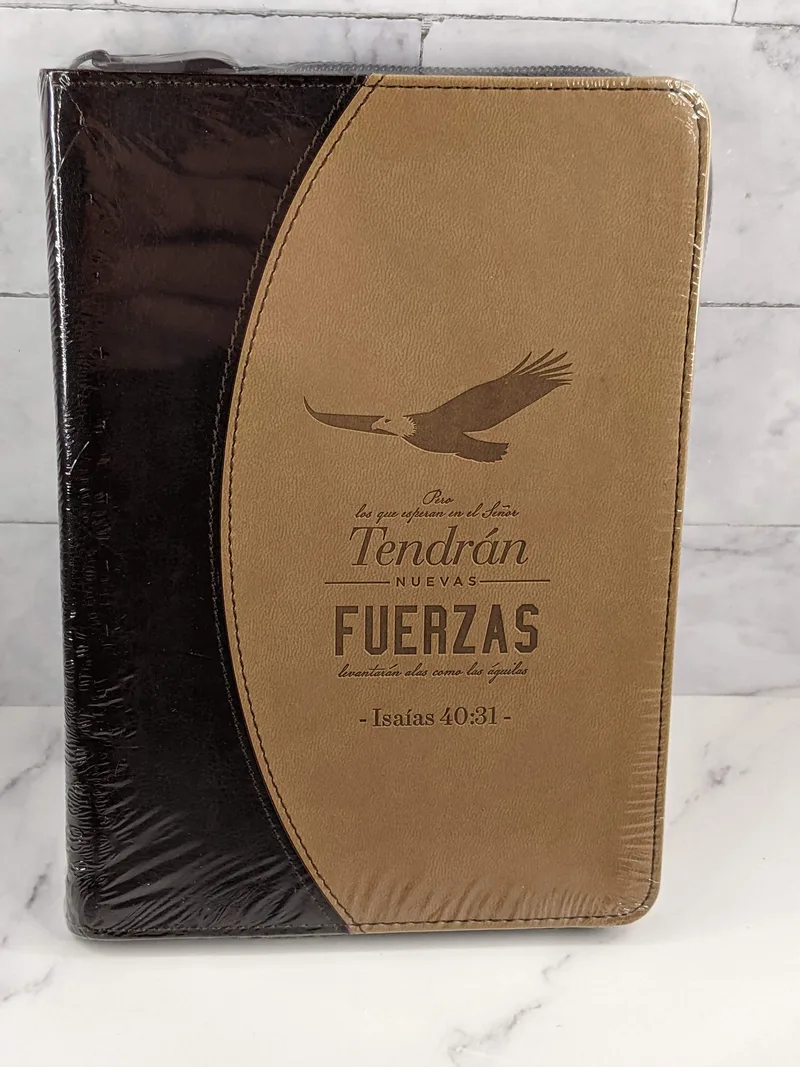 Pero
los que esperan en el Señor
Tendrán
NUEVAS
FUERZAS
levantarán alas como las águilas
- Isaías 40:31 -